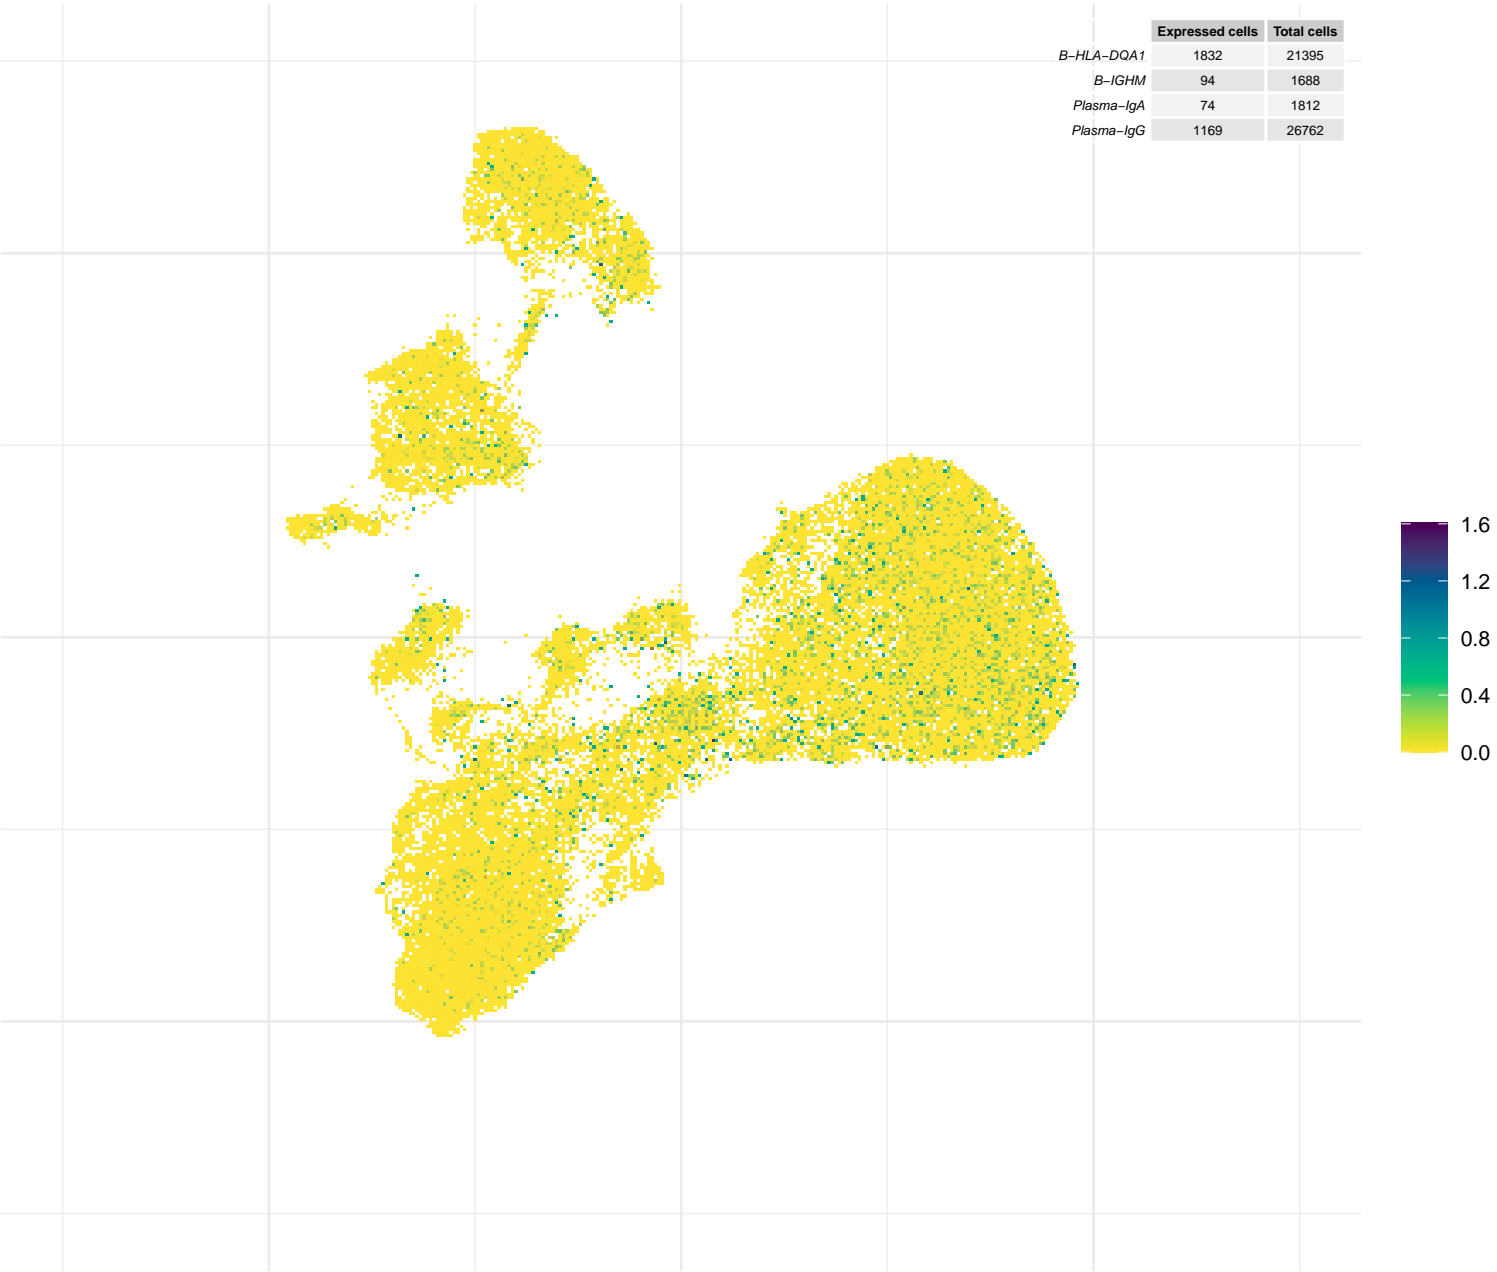 Expressed cells Total cells
B−HLA−DQA1 1832 21395
B−IGHM 94 1688
Plasma−IgA 74 1812
Plasma−IgG 1169 26762
1.6
1.2
0.8
0.4
0.0